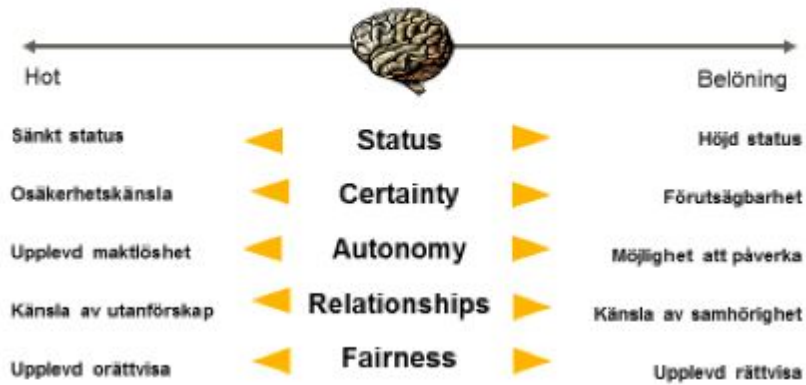 Hot Belöning
Sänkt status Status Höjd status
Osäkerhetskänsla Certainty Förutsägbarhet
Upplevd maktlöshet Autonomy Möjlighet att påverka
Känsla av utanförskap Relationships Känsla av samhörighet
Upplevd orättvisa Fairness Upplevd rättvisa